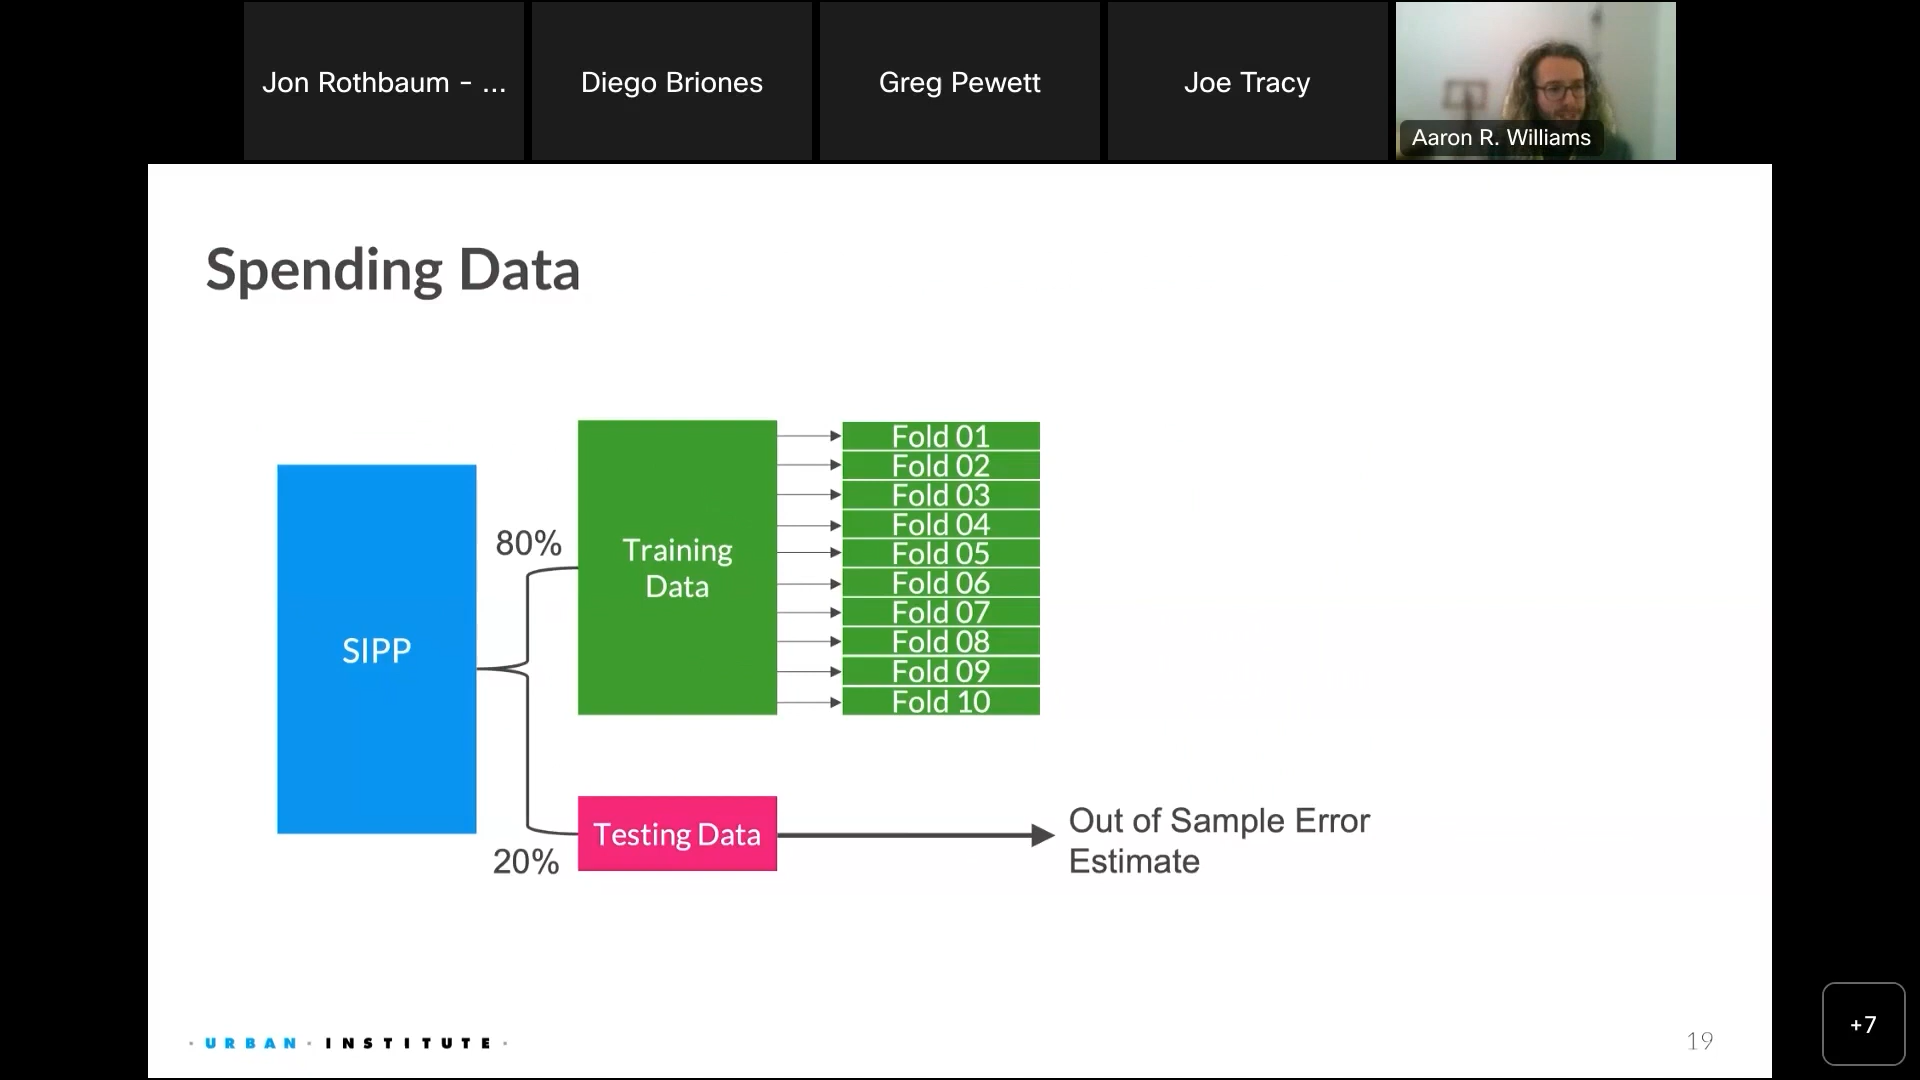 Jon Rothbaum - ...
Diego Briones
Greg Pewett
Joe Tracy
Aaron R. Williams
Spending Data
SIPP
80%
20%
Training
Data
Fold 01
Fold 02
Fold 03
Fold 04
Fold 05
Fold 06
Fold 07
Fold 08
Fold 09
Fold 10
Testing Data
Out of Sample Error
Estimate
· URBAN · INSTITUTE ·
19
+7